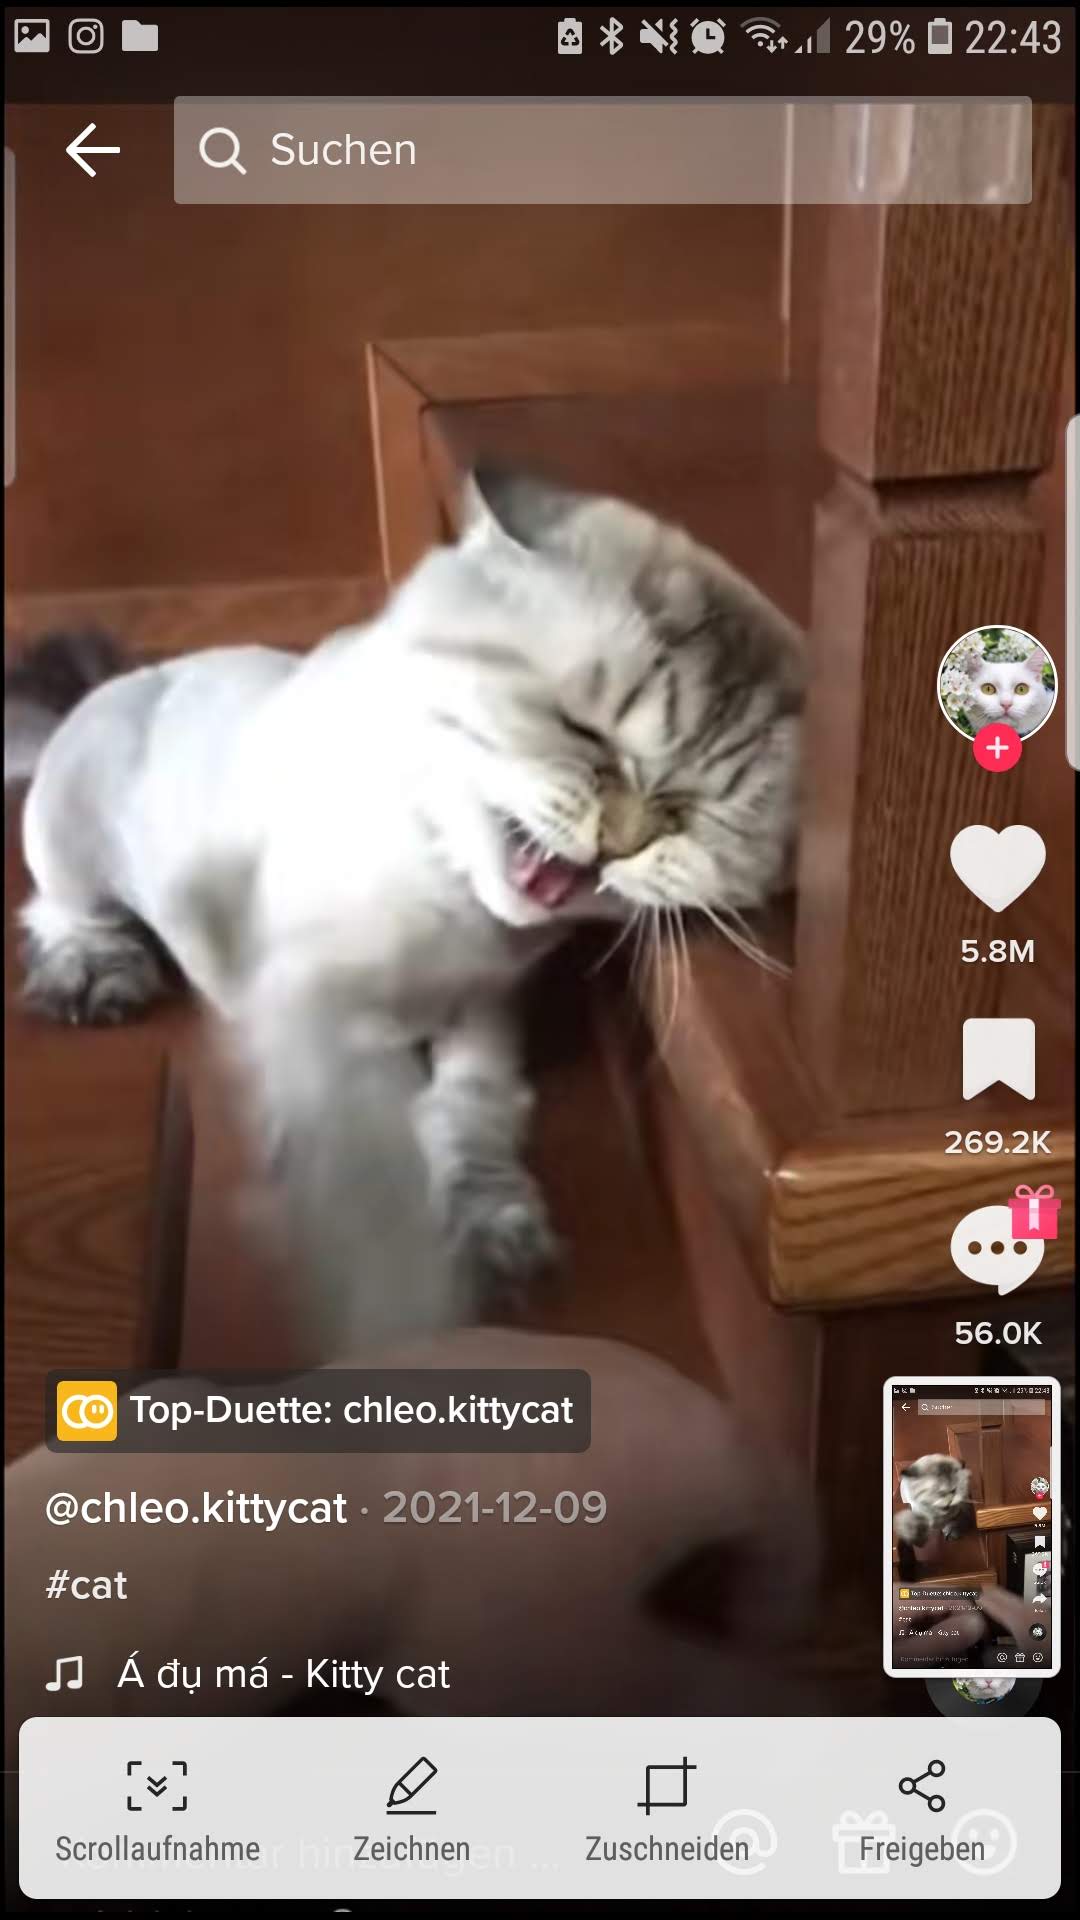 29% 22:43
Suchen
5.8M
269.2K
56.0K
Top-Duette: chleo.kittycat
@chleo.kittycat · 2021-12-09
#cat
Á đụ má - Kitty cat
Scrollaufnahme
Zeichnen
Zuschneiden
Freigeben
hinzufügen ...